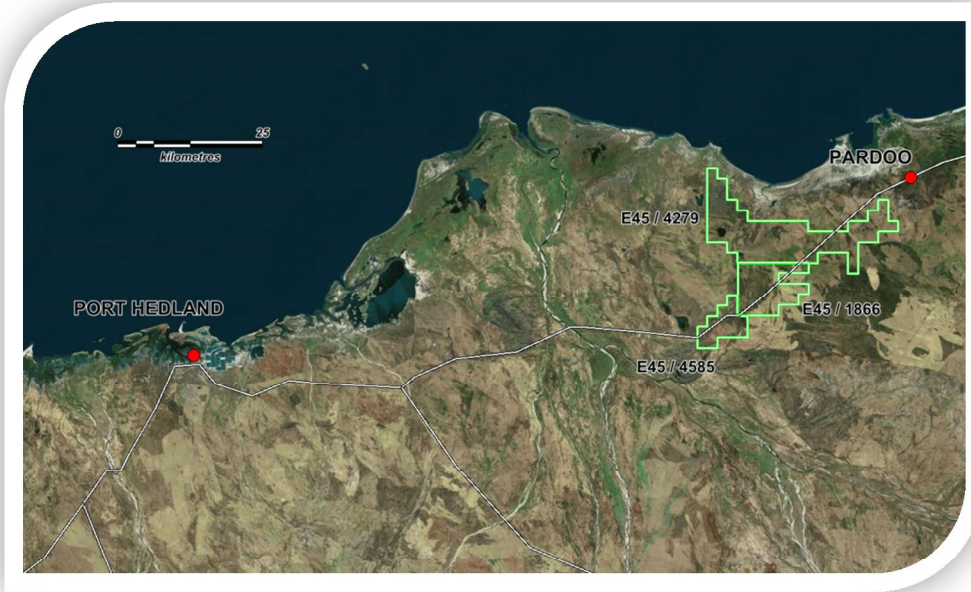 0 25
kilometres
PARDOO
E45 / 4279
PORT HEDLAND
E45 / 1866
E45 / 4585